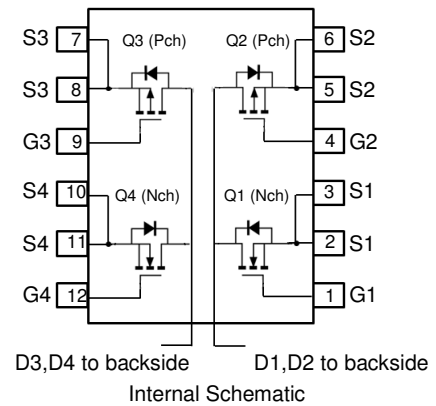 S3 7 Q3 (Pch) Q2 (Pch) 6 S2
S3 8 5 S2
G3 9 4 G2
S4 10 Q4 (Nch) Q1 (Nch) 3 S1
S4 11 2 S1
G4 12 1 G1
D3,D4 to backside D1,D2 to backside
Internal Schematic